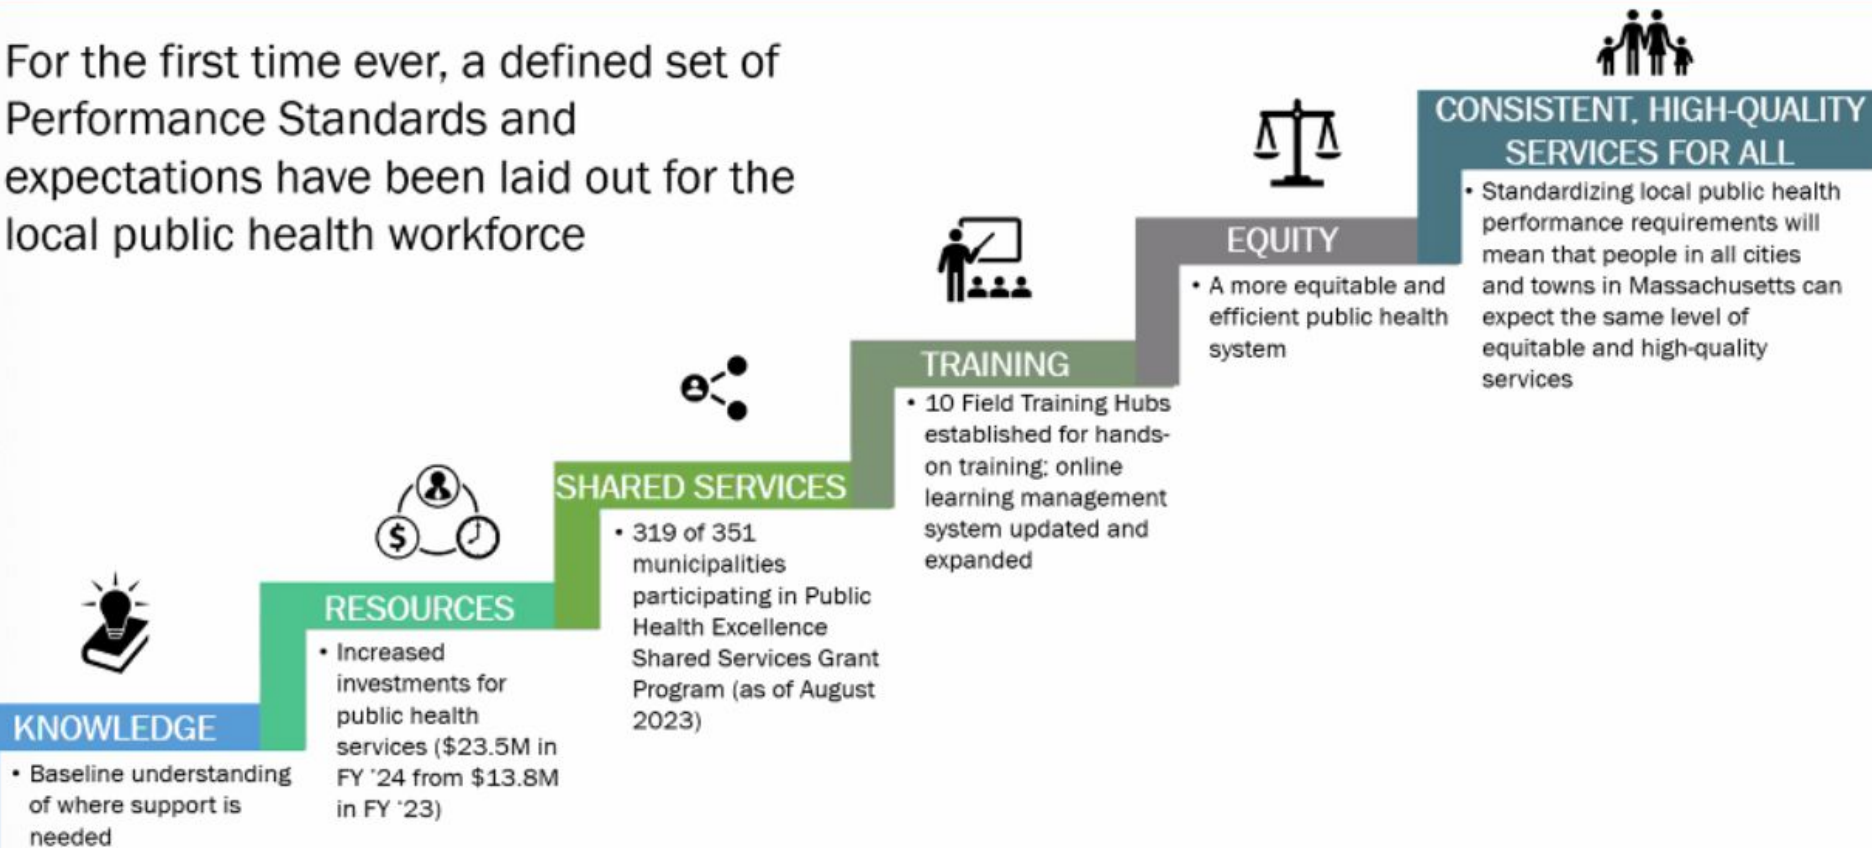 For the first time ever, a defined set of
Performance Standards and
expectations have been laid out for the
local public health workforce
KNOWLEDGE
• Baseline understanding
of where support is
needed
RESOURCES
• Increased
investments for
public health
services ($23.5M in
FY '24 from $13.8M
in FY '23)
SHARED SERVICES
• 319 of 351
municipalities
participating in Public
Health Excellence
Shared Services Grant
Program (as of August
2023)
TRAINING
• 10 Field Training Hubs
established for hands-
on training; online
learning management
system updated and
expanded
EQUITY
• A more equitable and
efficient public health
system
CONSISTENT, HIGH-QUALITY
SERVICES FOR ALL
• Standardizing local public health
performance requirements will
mean that people in all cities
and towns in Massachusetts can
expect the same level of
equitable and high-quality
services